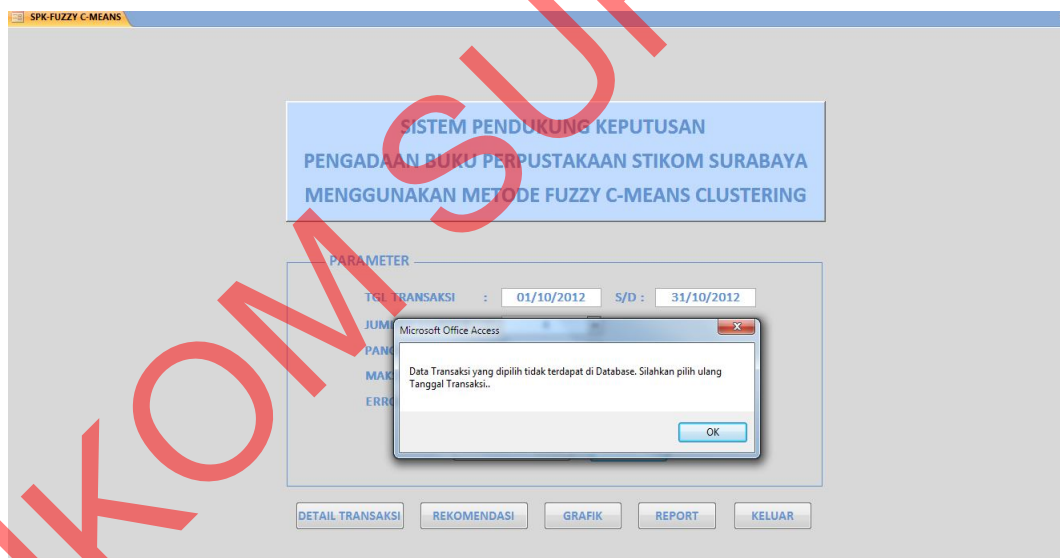 SPK-FUZZY C-MEANS
SISTEM PENDUKUNG KEPUTUSAN
PENGADAAN BUKU PERPUSTAKAAN STIKOM SURABAYA
MENGGUNAKAN METODE FUZZY C-MEANS CLUSTERING
PARAMETER
TGL TRANSAKSI : 01/10/2012 S/D : 31/10/2012
Microsoft Office Access
Data Transaksi yang dipilih tidak terdapat di Database. Silahkan pilih ulang
Tanggal Transaksi..
OK
DETAIL TRANSAKSI REKOMENDASI GRAFIK REPORT KELUAR